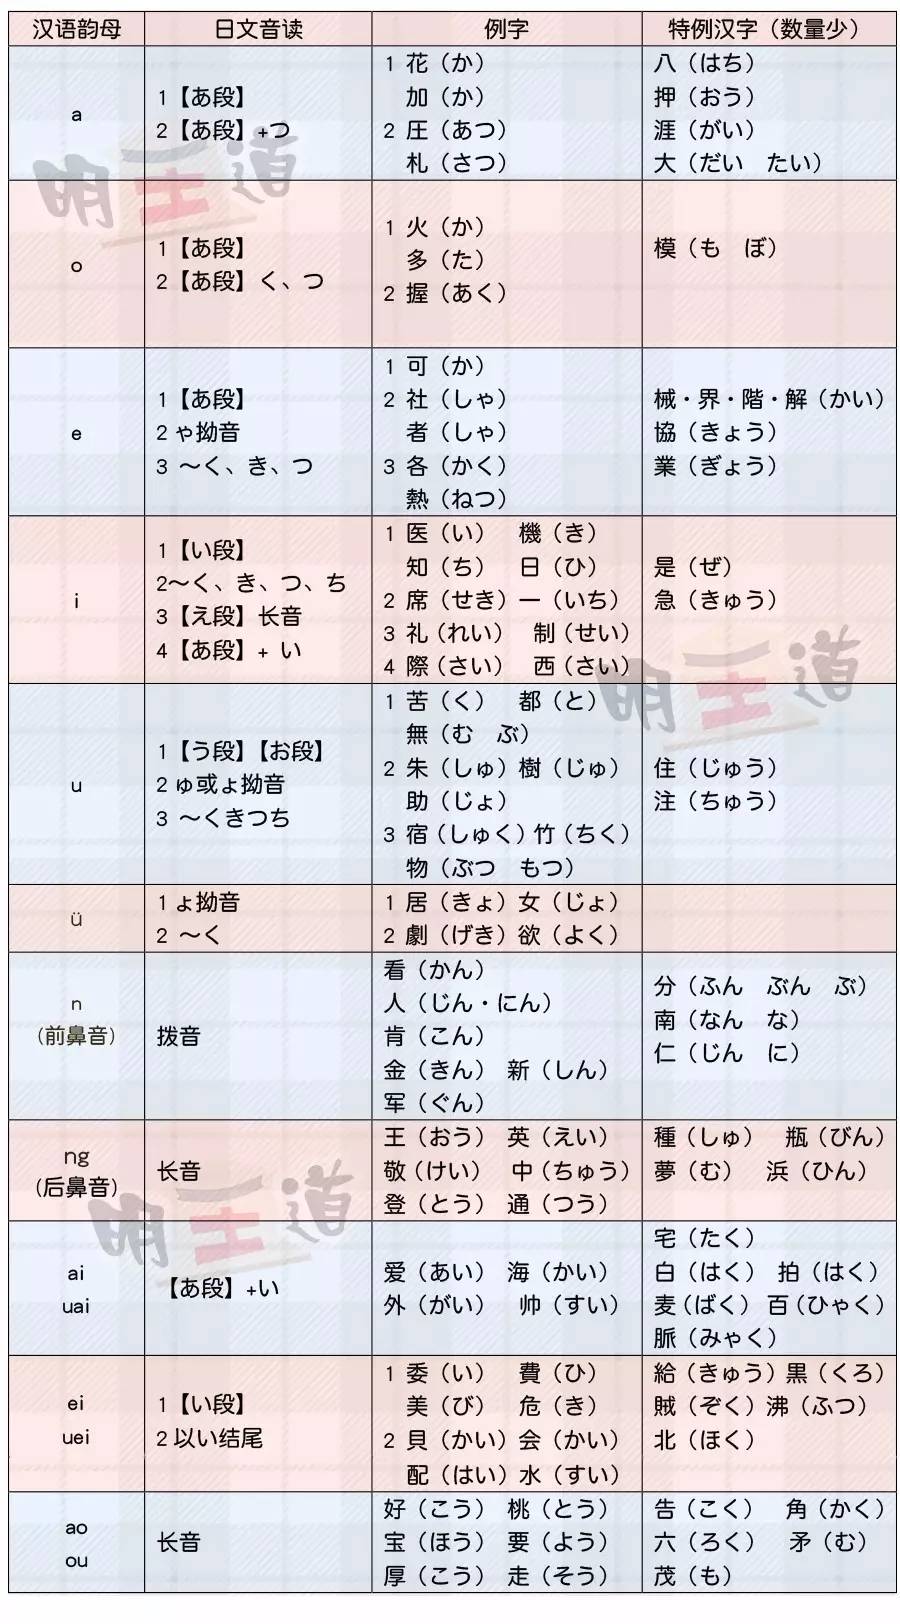 汉语韵母 日文音读 例字 特例汉字（数量少）
a
1【あ段】
2【あ段】+つ
1 花（か）
加（か）
2 圧（あつ）
札（さつ）
八（はち）
押（おう）
涯（がい）
大（だい　たい）
o
1【あ段】
2【あ段】く、つ
1 火（か）
多（た）
2 握（あく）
模（も　ぼ）
e
1【あ段】
2 ゃ拗音
3 ～く、き、つ
1 可（か）
2 社（しゃ）
者（しゃ）
3 各（かく）
熱（ねつ）
械・界・階・解（かい）
協（きょう）
業（ぎょう）
i
1【い段】
2～く、き、つ、ち
3【え段】长音
4【あ段】+ い
1 医（い）　機（き）
知（ち）　日（ひ）
2 席（せき）一（いち）
3 礼（れい）　制（せい）
4 際（さい）　西（さい）
是（ぜ）
急（きゅう）
u
1【う段】【お段】
2 ゅ或ょ拗音
3 ～くきつち
1 苦（く）　都（と）
無（む　ぶ）
2 朱（しゅ）樹（じゅ）
助（じょ）
3 宿（しゅく）竹（ちく）
物（ぶつ　もつ）
住（じゅう）
注（ちゅう）
ü
1 ょ拗音
2 ～く
1 居（きょ）女（じょ）
2 劇（げき）欲（よく）
n
(前鼻音)
拨音
看（かん）
人（じん・にん）
肯（こん）
金（きん）　新（しん）
军（ぐん）
分（ふん　ぶん　ぶ）
南（なん　な）
仁（じん　に）
ng
(后鼻音)
长音
王（おう）　英（えい）
敬（けい）　中（ちゅう）
登（とう）　通（つう）
種（しゅ）　瓶（びん）
夢（む）　浜（ひん）
ai
uai
【あ段】+い
爱（あい）　海（かい）
外（がい）　帅（すい）
宅（たく）
白（はく）　拍（はく）
麦（ばく）百（ひゃく）
脈（みゃく）
ei
uei
1【い段】
2 以い结尾
1 委（い）　費（ひ）
美（び）　危（き）
2 貝（かい）会（かい）
配（はい）水（すい）
給（きゅう）黒（くろ）
賊（ぞく）沸（ふつ）
北（ほく）
ao
ou
长音
好（こう）　桃（とう）
宝（ほう）　要（よう）
厚（こう）　走（そう）
告（こく）　角（かく）
六（ろく）　矛（む）
茂（も）
明王道
明王道
明王道